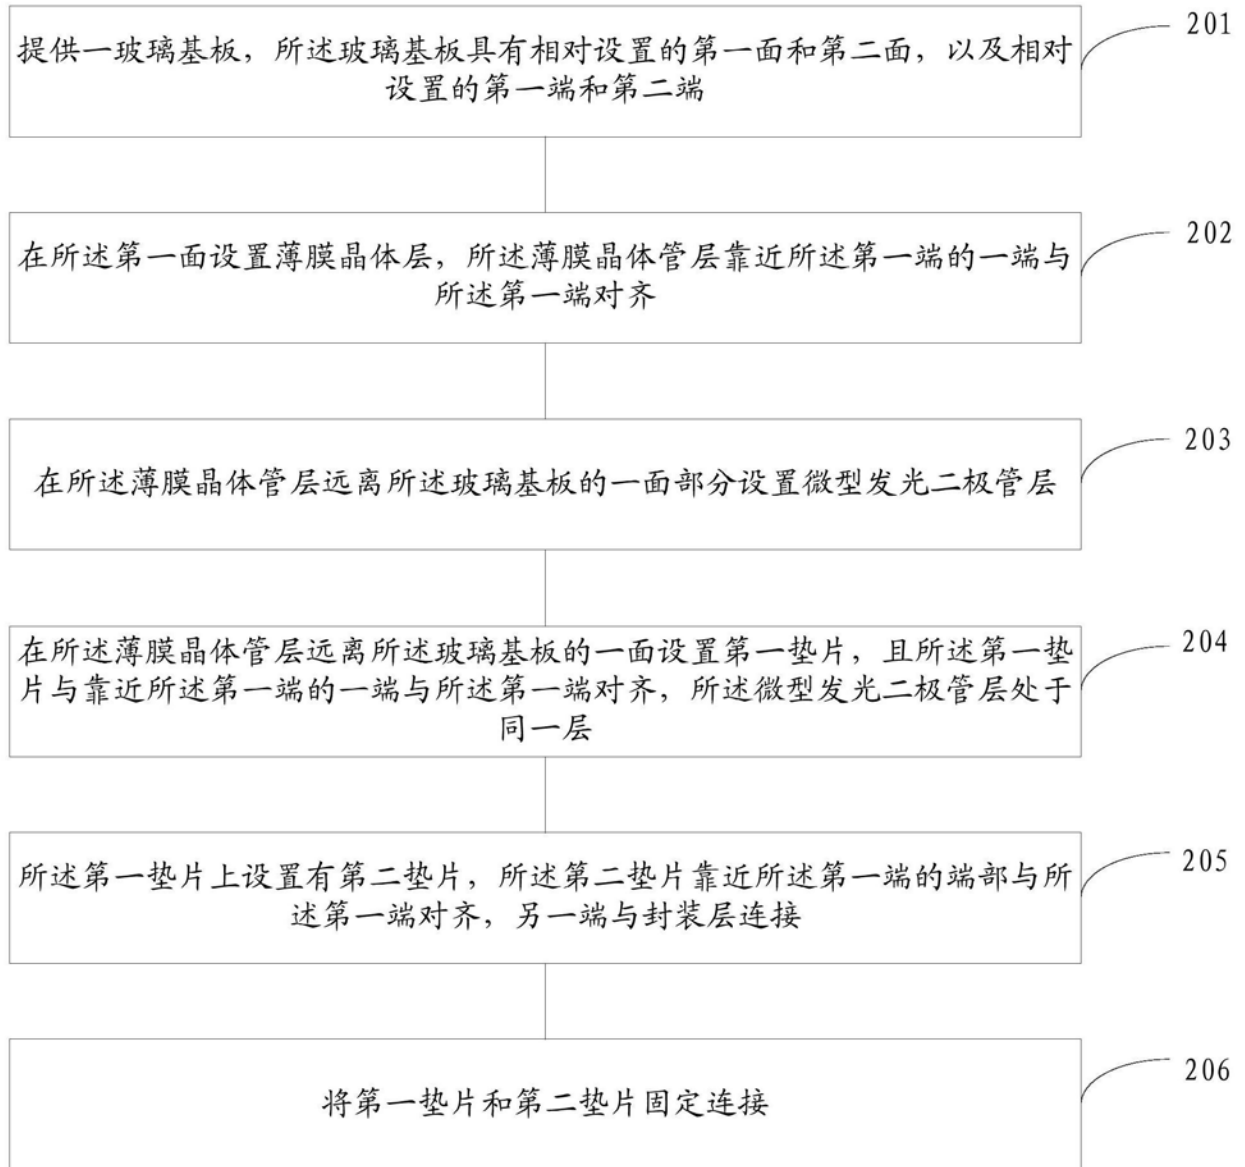 提供一玻璃基板，所述玻璃基板具有相对设置的第一面和第二面，以及相对
设置的第一端和第二端
201
在所述第一面设置薄膜晶体层，所述薄膜晶体管层靠近所述第一端的一端与
所述第一端对齐
202
在所述薄膜晶体管层远离所述玻璃基板的一面部分设置微型发光二极管层
203
在所述薄膜晶体管层远离所述玻璃基板的一面设置第一垫片，且所述第一垫
片与靠近所述第一端的一端与所述第一端对齐，所述微型发光二极管层处于
同一层
204
所述第一垫片上设置有第二垫片，所述第二垫片靠近所述第一端的端部与所
述第一端对齐，另一端与封装层连接
205
将第一垫片和第二垫片固定连接
206